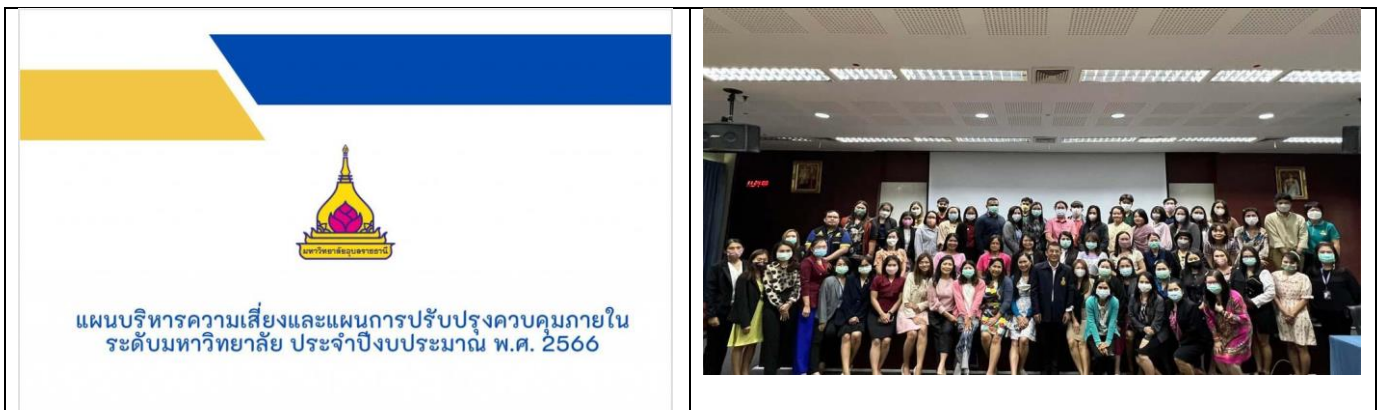 มหาวิทยาลัยอุบลราชธานี
แผนบริหารความเสี่ยงและแผนการปรับปรุงควบคุมภายใน
ระดับมหาวิทยาลัย ประจำปีงบประมาณ พ.ศ. 2566